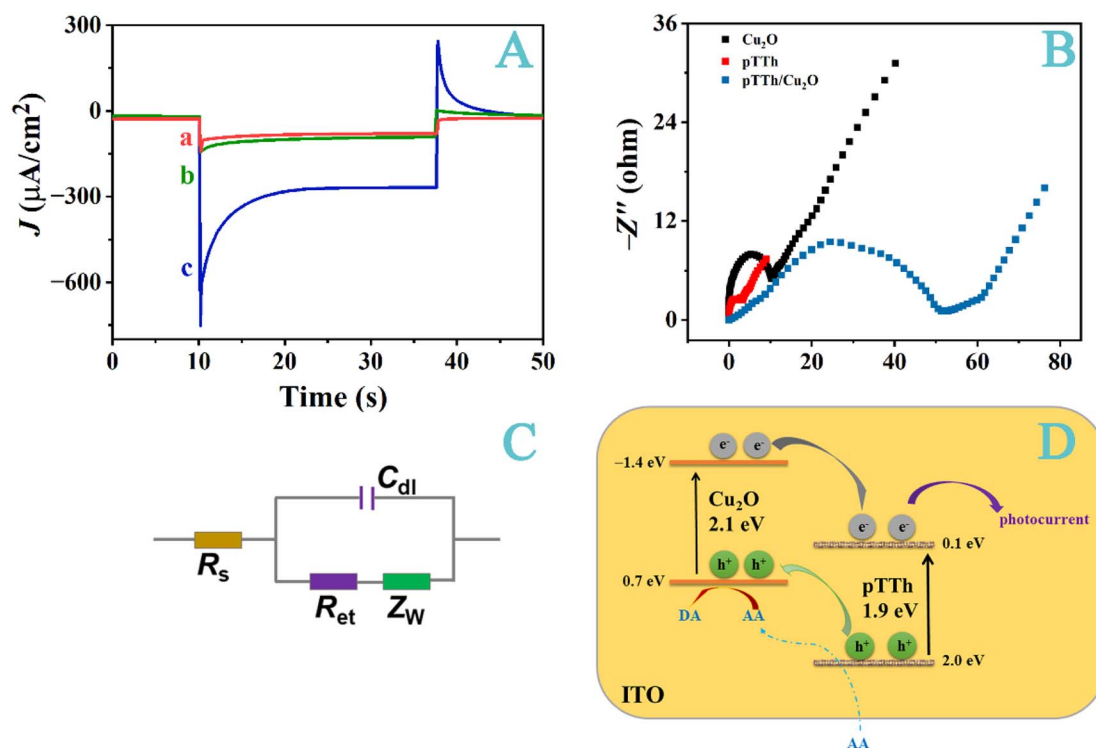 A
300
0
−300
−600
J (μA/cm²)
a
b
c
0
10
20
30
40
50
Time (s)
B
36
24
12
0
−Z″ (ohm)
Cu₂O
pTTh
pTTh/Cu₂O
0
20
40
60
80
C
C_dl
R_s
R_et
Z_W
D
e⁻ e⁻
−1.4 eV
Cu₂O
2.1 eV
h⁺ h⁺
0.7 eV
DA AA
e⁻ e⁻
photocurrent
0.1 eV
pTTh
1.9 eV
h⁺ h⁺
2.0 eV
ITO
AA